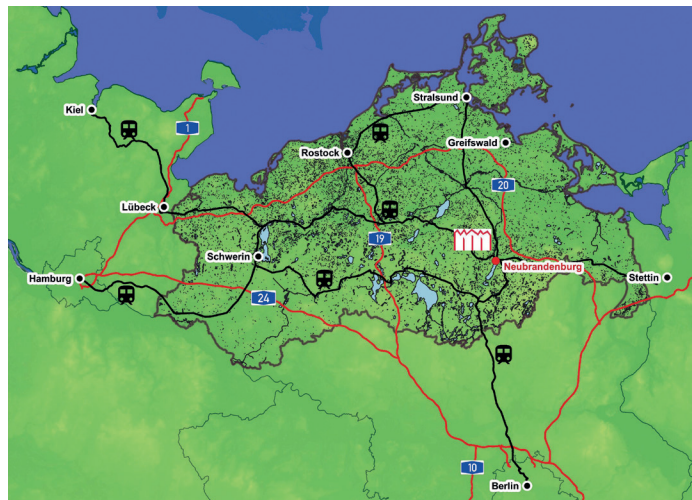 Kiel
1
Stralsund
Rostock
Greifswald
20
Lübeck
19
Schwerin
Neubrandenburg
Hamburg
Stettin
24
10
Berlin